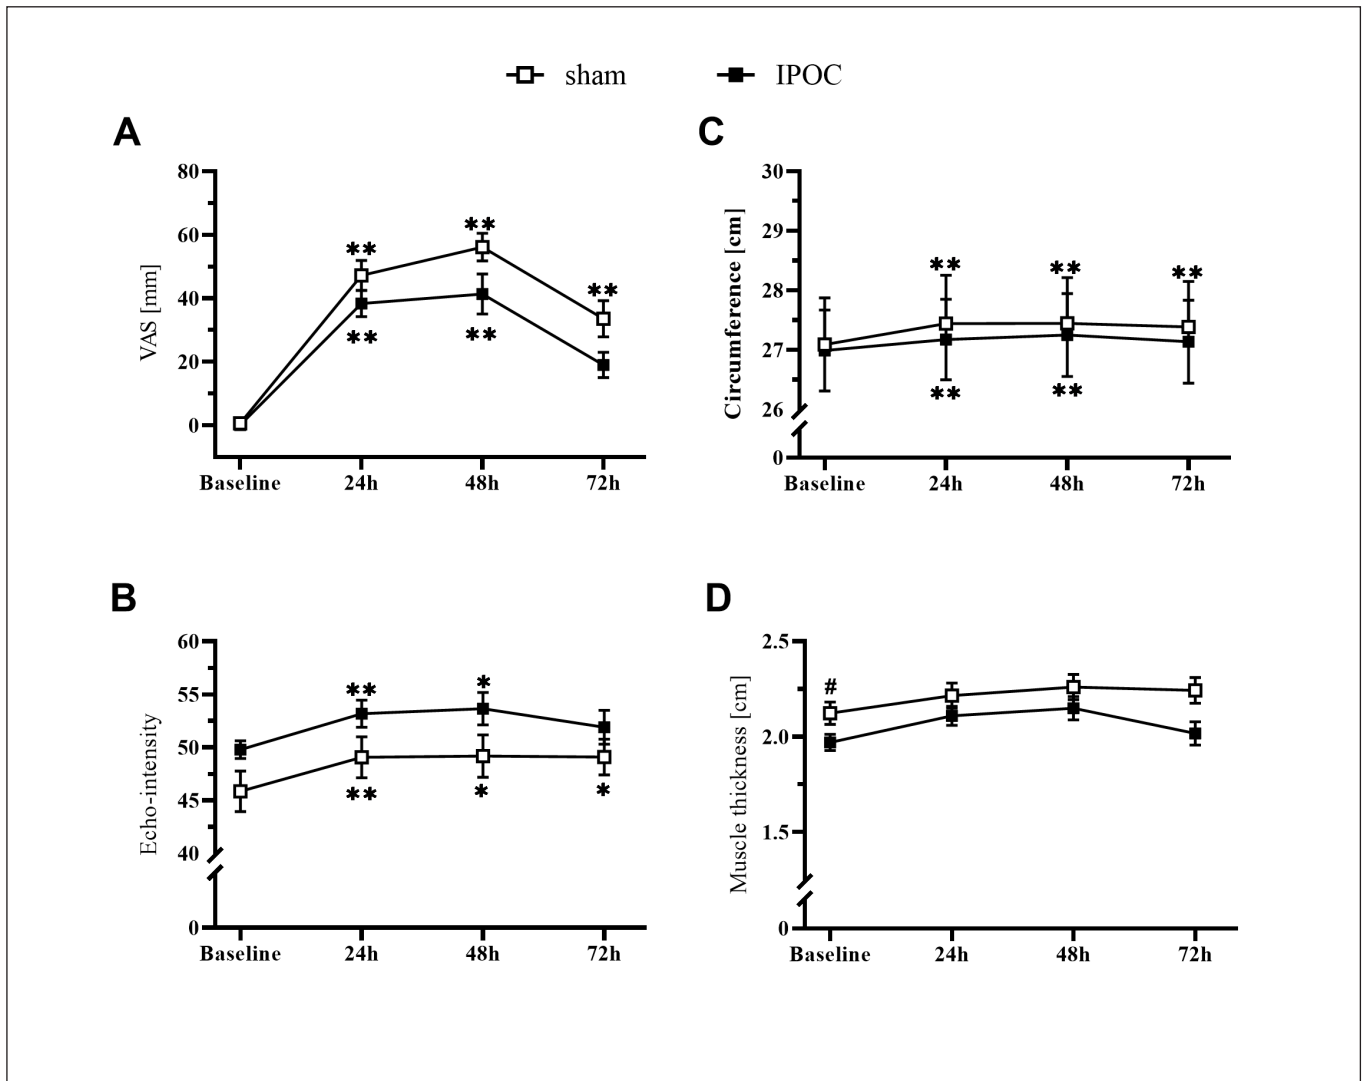 sham IPOC
A
VAS [mm]
80
60
40
20
0
** ** **
** **
Baseline 24h 48h 72h
C
Circumference [cm]
30
29
28
27
26
0
** ** **
** **
Baseline 24h 48h 72h
B
Echo-intensity
60
55
50
45
40
0
** *
** * *
Baseline 24h 48h 72h
D
Muscle thickness [cm]
2.5
2.0
1.5
0
#
Baseline 24h 48h 72h